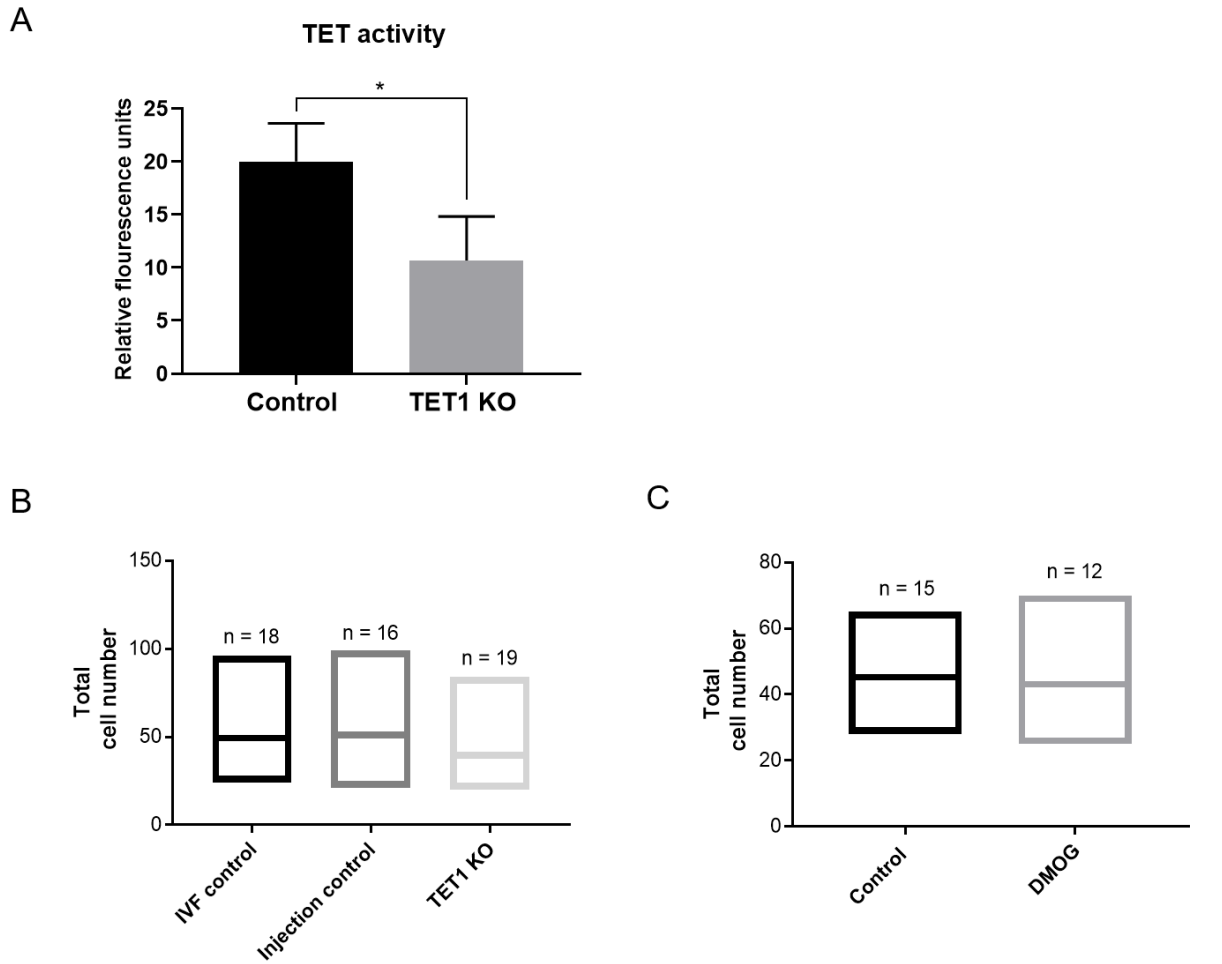 A
TET activity
*
Relative flourescence units
25
20
15
10
5
0
Control
TET1 KO
B
Total
cell number
150
100
50
0
n = 18
n = 16
n = 19
IVF control
Injection control
TET1 KO
C
Total
cell number
80
60
40
20
0
n = 15
n = 12
Control
DMOG